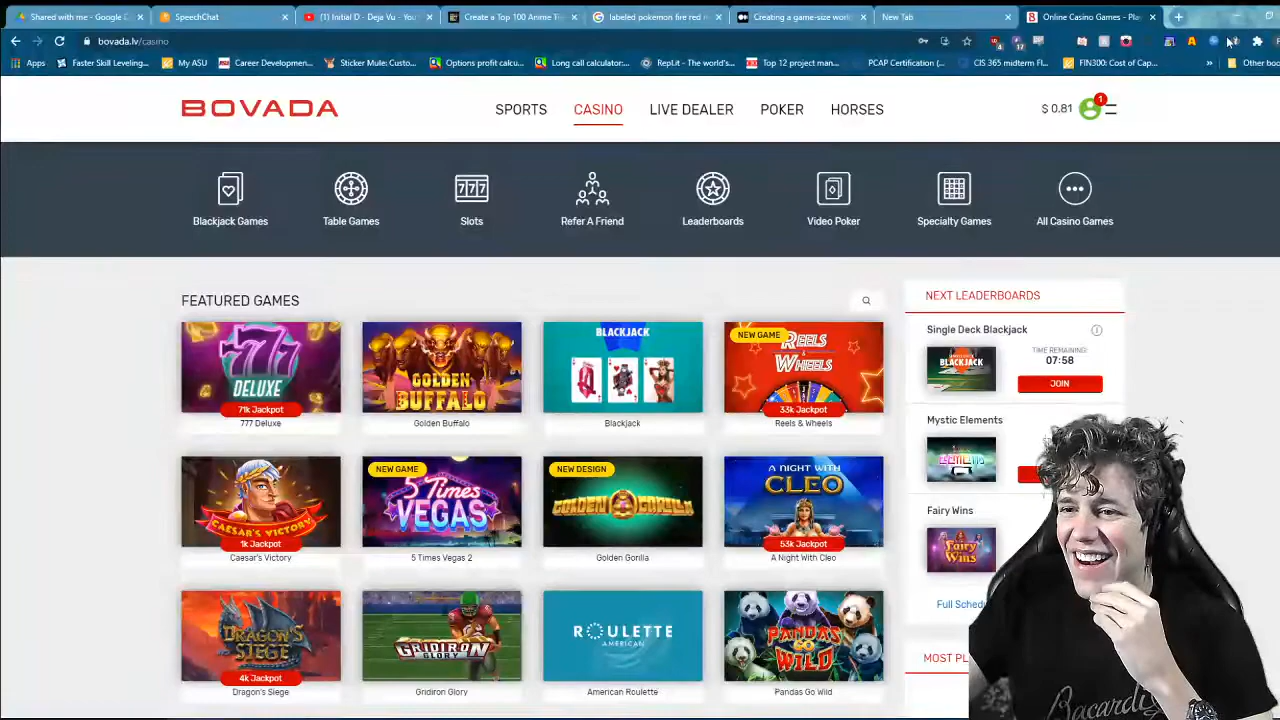 Shared with me - Google D
SpeechChat
(1) Initial D - Deja Vu - You
Create a Top 100 Anime Tie
labeled pokemon fire red m
Creating a game-size world
New Tab
Online Casino Games - Play
bovada.lv/casino
Apps
Faster Skill Leveling...
My ASU
Career Developmen...
Sticker Mule: Custo...
Options profit calcu...
Long call calculator:...
Repl.it - The world's...
Top 12 project man...
PCAP Certification (...
CIS 365 midterm Fl...
FIN300: Cost of Cap...
Other boo
BOVADA
SPORTS
CASINO
LIVE DEALER
POKER
HORSES
$ 0.81
1
Blackjack Games
Table Games
Slots
Refer A Friend
Leaderboards
Video Poker
Specialty Games
All Casino Games
FEATURED GAMES
777
DELUXE
71k Jackpot
777 Deluxe
GOLDEN
BUFFALO
Golden Buffalo
BLACKJACK
Blackjack
NEW GAME
REELS
&
WHEELS
33k Jackpot
Reels & Wheels
CAESAR'S VICTORY
1k Jackpot
Caesar's Victory
NEW GAME
5 Times
VEGAS
5 Times Vegas 2
NEW DESIGN
GOLDEN GORILLA
Golden Gorilla
A NIGHT WITH
CLEO
53k Jackpot
A Night With Cleo
DRAGON'S
SIEGE
4k Jackpot
Dragon's Siege
GRIDIRON
GLORY
Gridiron Glory
ROULETTE
AMERICAN
American Roulette
PANDAS
GO
WILD
Pandas Go Wild
NEXT LEADERBOARDS
Single Deck Blackjack
BLACKJACK
TIME REMAINING:
07:58
JOIN
Mystic Elements
Fairy Wins
Fairy
Wins
Full Sched
MOST PL
Bacardi